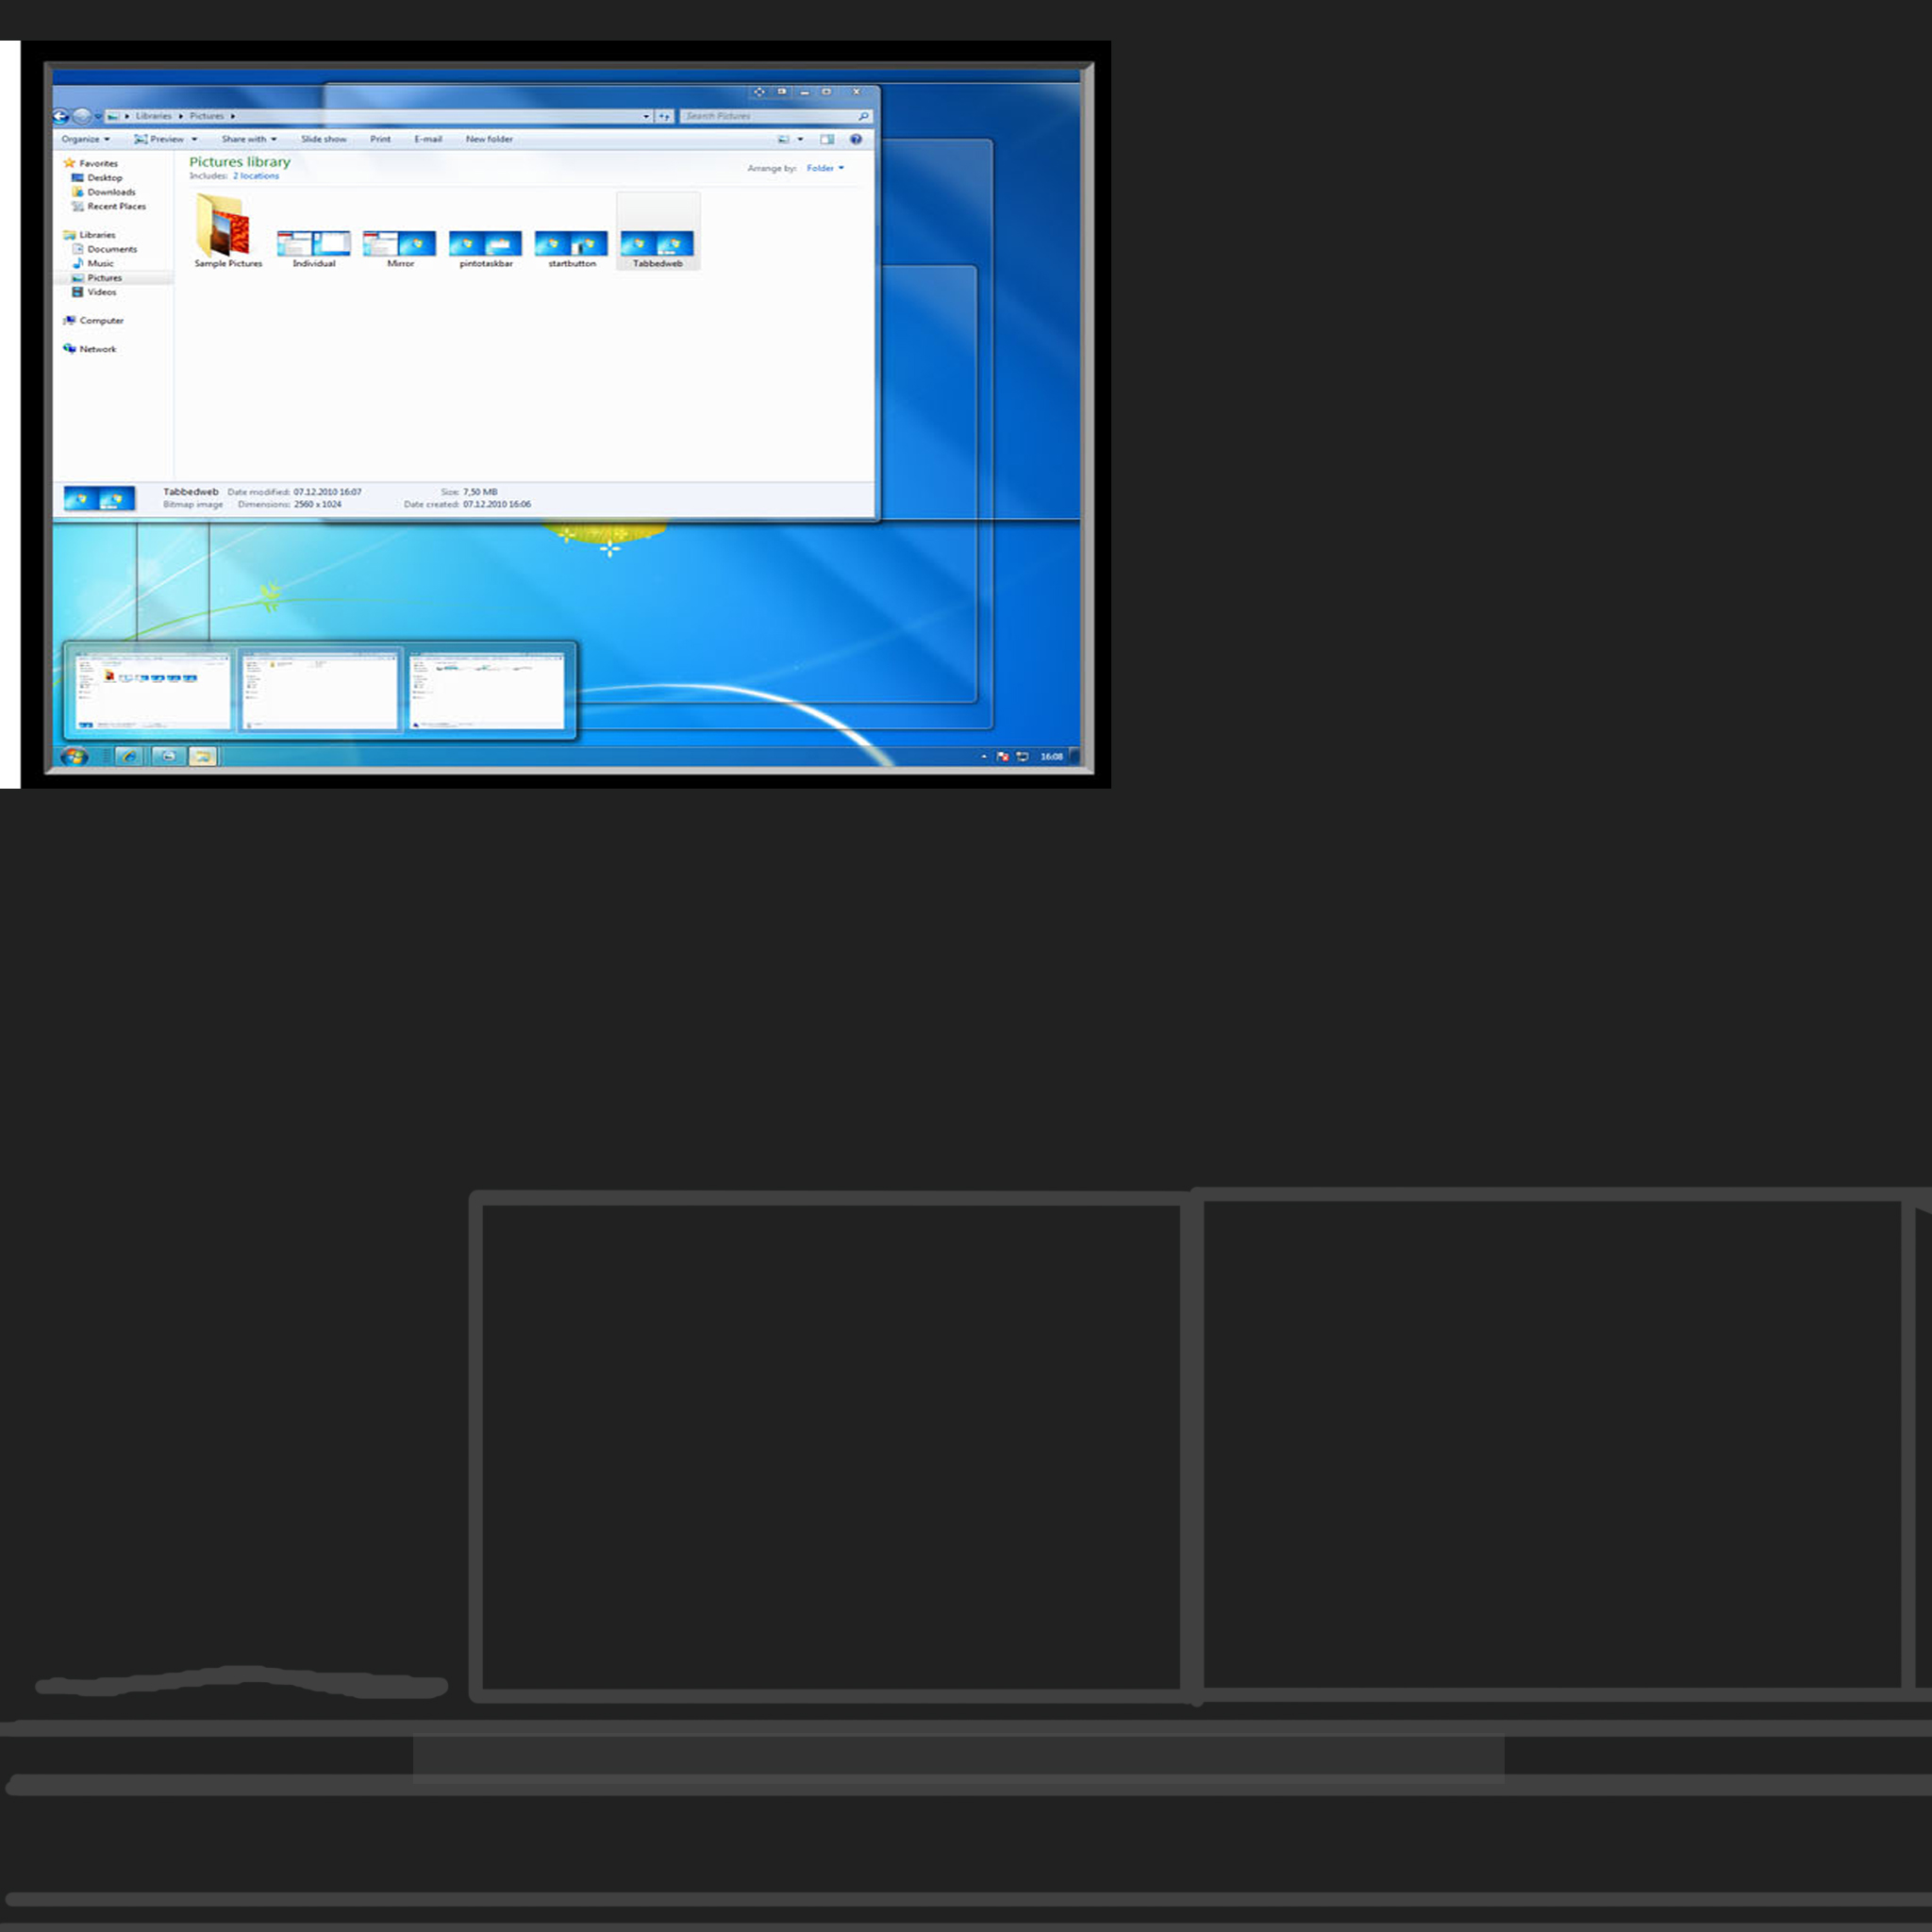 Libraries Pictures Search Pictures
Organize Preview Share with Slide show Print E-mail New folder
Favorites
Desktop
Downloads
Recent Places
Libraries
Documents
Music
Pictures
Videos
Computer
Network
Pictures library
Includes: 2 locations
Arrange by: Folder
Sample Pictures Individual Mirror pintotaskbar startbutton Tabbedweb
Tabbedweb Date modified: 07.12.2010 16:07 Size: 7,50 MB
Bitmap image Dimensions: 2560 x 1024 Date created: 07.12.2010 16:06
16:08